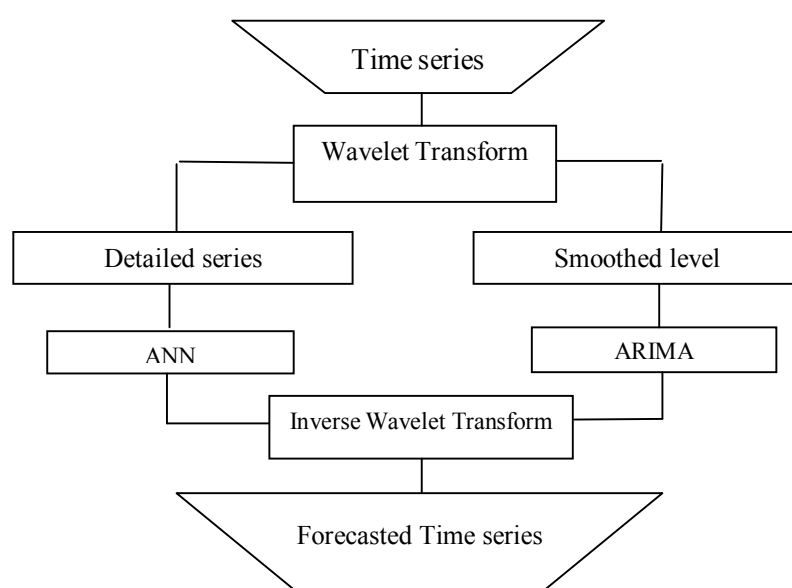 Time series
Wavelet Transform
Detailed series
Smoothed level
ANN
ARIMA
Inverse Wavelet Transform
Forecasted Time series